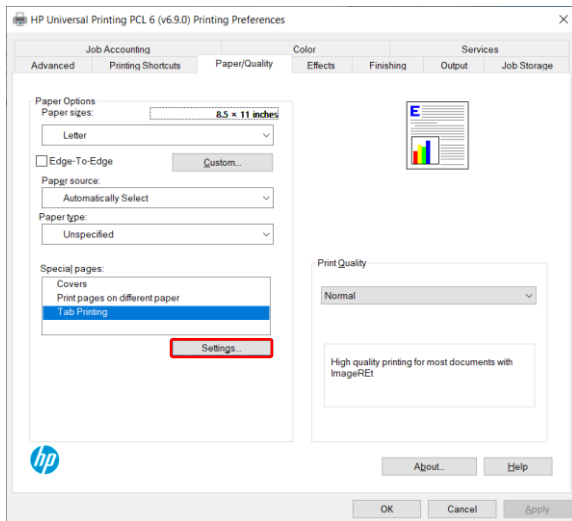 HP Universal Printing PCL 6 (v6.9.0) Printing Preferences
Job Accounting Color Services
Advanced Printing Shortcuts Paper/Quality Effects Finishing Output Job Storage
Paper Options
Paper sizes: 8.5 × 11 inches
Letter
Edge-To-Edge Custom...
Paper source:
Automatically Select
Paper type:
Unspecified
Special pages:
Covers
Print pages on different paper
Tab Printing
Settings...
E
Print Quality
Normal
High quality printing for most documents with
ImageREt
hp
About... Help
OK Cancel Apply